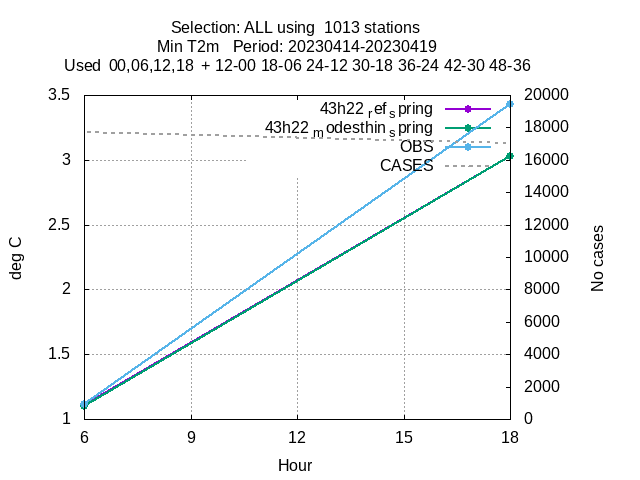 Selection: ALL using  1013 stations
Min T2m   Period: 20230414-20230419
Used  00,06,12,18  + 12-00 18-06 24-12 30-18 36-24 42-30 48-36
3.5
3
2.5
2
1.5
1
deg C
43h22 ref spring
43h22 modesthin spring
OBS
CASES
20000
18000
16000
14000
12000
10000
8000
6000
4000
2000
0
No cases
6
9
12
15
18
Hour